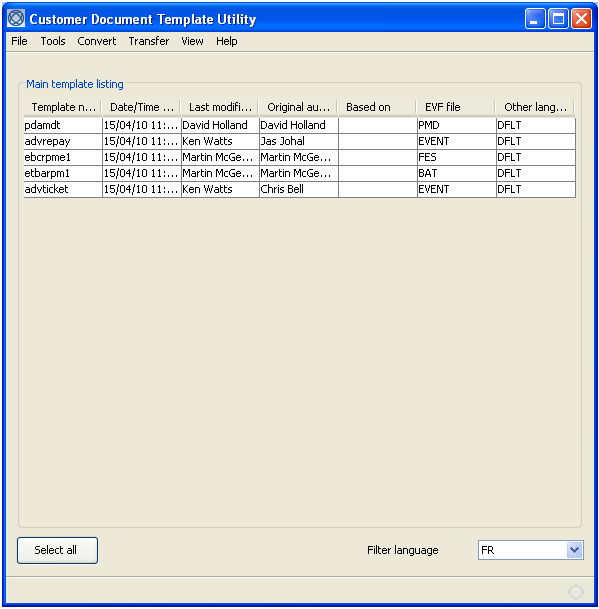 Customer Document Template Utility
File Tools Convert Transfer View Help
Main template listing
Template n... Date/Time ... Last modifi... Original au... Based on EVF file Other lang...
pdamdt 15/04/10 11:... David Holland David Holland PMD DFLT
advrepay 15/04/10 11:... Ken Watts Jas Johal EVENT DFLT
ebcrpme1 15/04/10 11:... Martin McGe... Martin McGe... FES DFLT
etbarpm1 15/04/10 11:... Martin McGe... Martin McGe... BAT DFLT
advticket 15/04/10 11:... Ken Watts Chris Bell EVENT DFLT
Select all Filter language FR